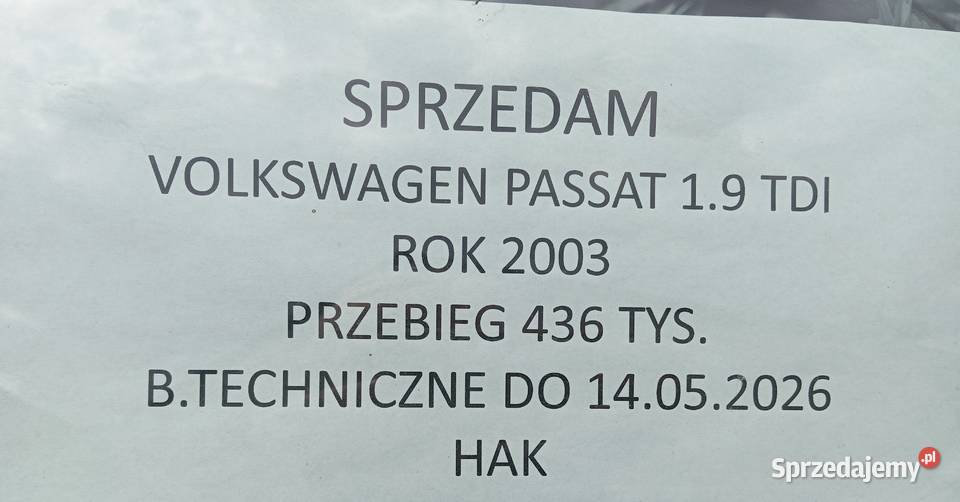 SPRZEDAM
VOLKSWAGEN PASSAT 1.9 TDI
ROK 2003
PRZEBIEG 436 TYS.
B.TECHNICZNE DO 14.05.2026
HAK
Sprzedajemy.pl